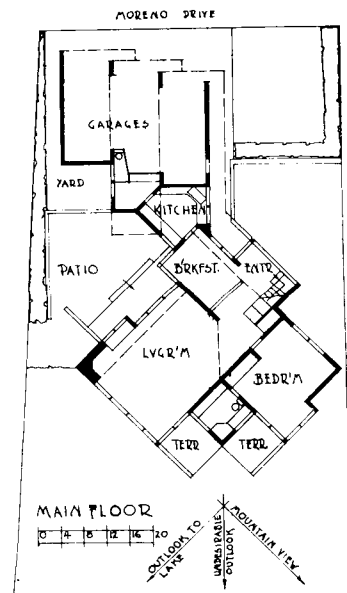 MORENO DRIVE
GARAGES
YARD
KITCHEN
PATIO
B'RKFST.
ENTR
LVGR'M
BEDR'M
TERR
TERR
MAIN FLOOR
0 4 8 12 16 20
OUTLOOK TO
LAKE
UNDESIRABLE
OUTLOOK
MOUNTAIN VIEW